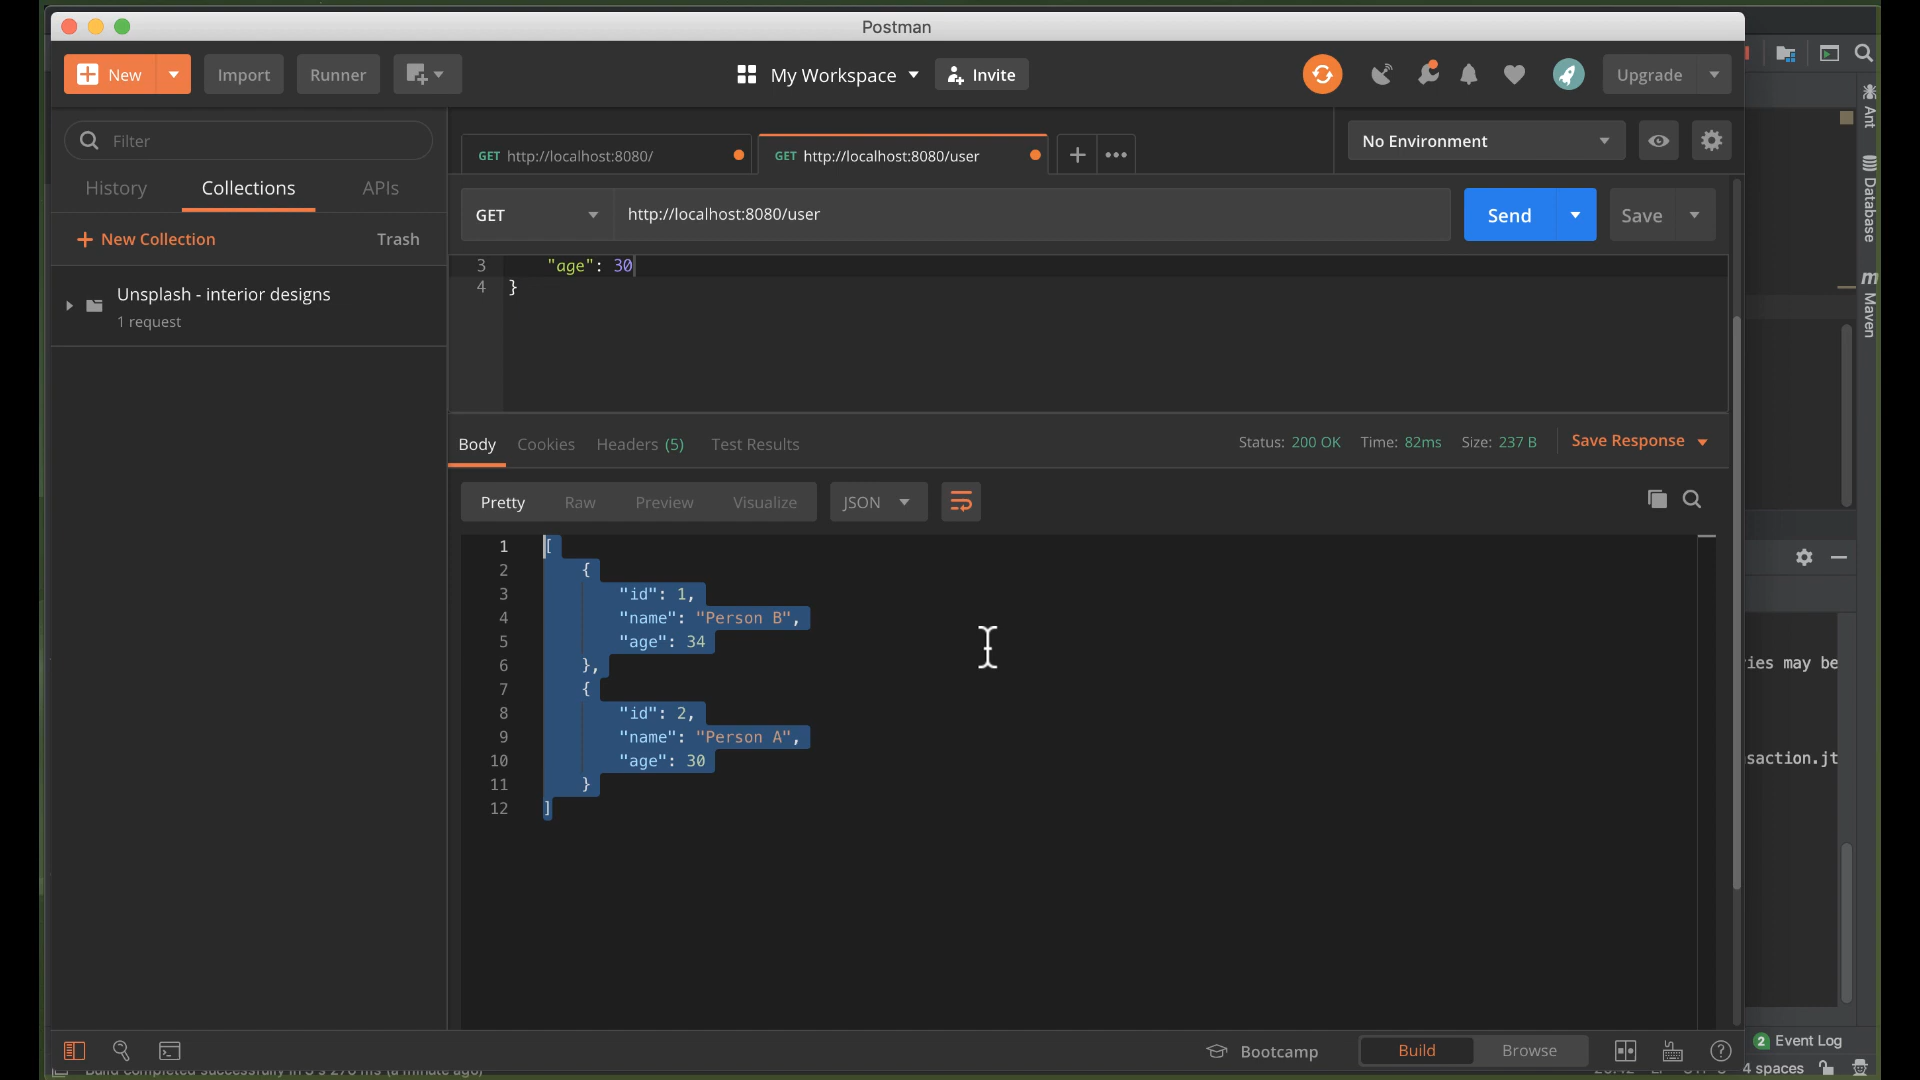 Postman
New
Import
Runner
My Workspace
Invite
Upgrade
Filter
History
Collections
APIs
New Collection
Trash
Unsplash - interior designs
1 request
GET http://localhost:8080/
GET http://localhost:8080/user
No Environment
GET
http://localhost:8080/user
Send
Save
3 "age": 30
4 }
Body
Cookies
Headers (5)
Test Results
Status: 200 OK
Time: 82ms
Size: 237 B
Save Response
Pretty
Raw
Preview
Visualize
JSON
1 [
2 {
3 "id": 1,
4 "name": "Person B",
5 "age": 34
6 },
7 {
8 "id": 2,
9 "name": "Person A",
10 "age": 30
11 }
12 ]
Ant
Database
m Maven
ies may be
saction.jt
Bootcamp
Build
Browse
2 Event Log
4 spaces